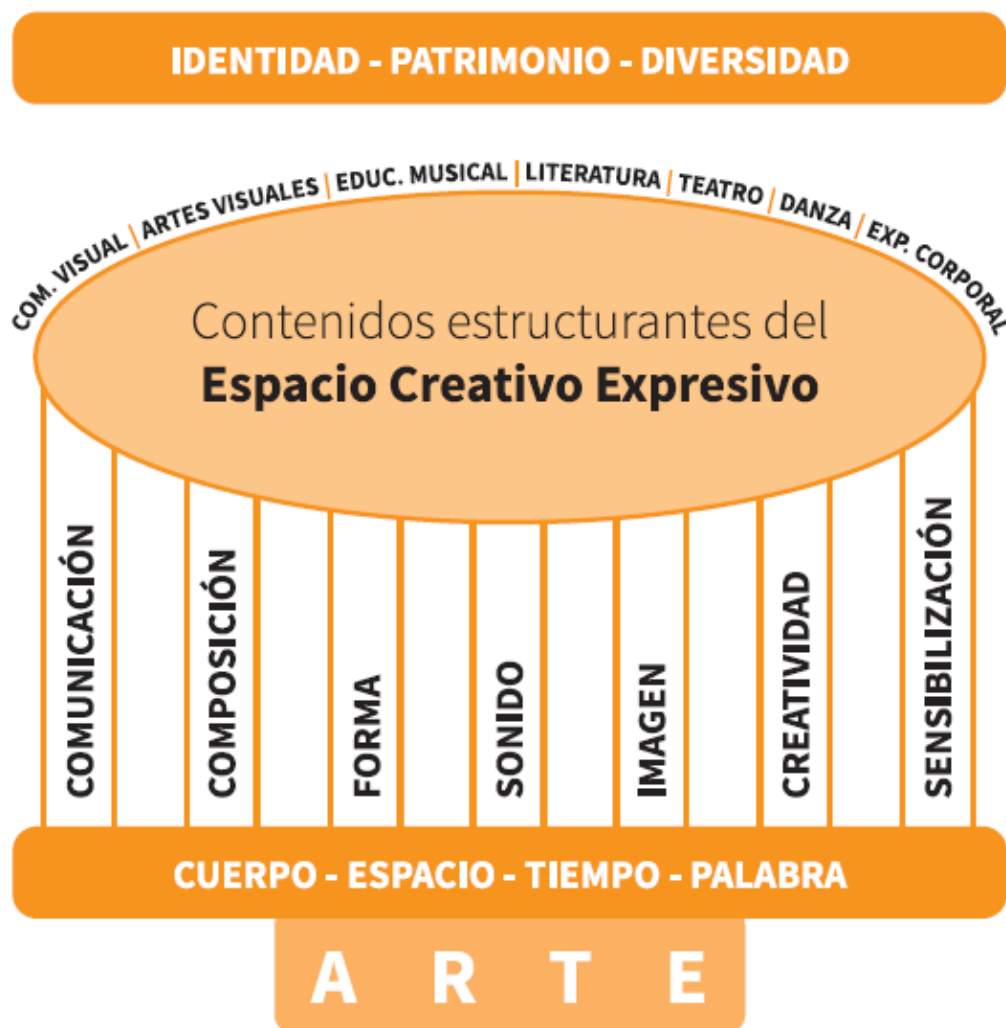 IDENTIDAD - PATRIMONIO - DIVERSIDAD
COM. VISUAL | ARTES VISUALES | EDUC. MUSICAL | LITERATURA | TEATRO | DANZA | EXP. CORPORAL
Contenidos estructurantes del
Espacio Creativo Expresivo
COMUNICACIÓN
COMPOSICIÓN
FORMA
SONIDO
IMAGEN
CREATIVIDAD
SENSIBILIZACIÓN
CUERPO - ESPACIO - TIEMPO - PALABRA
A R T E